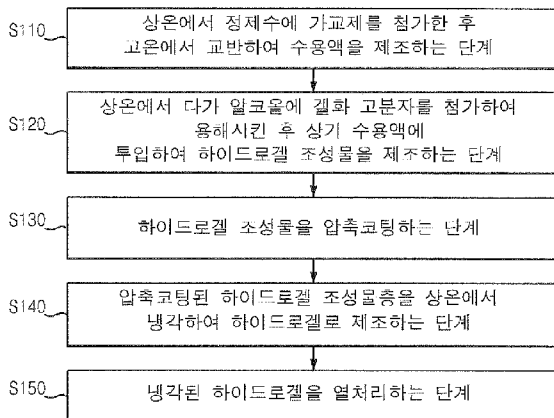 S110
상온에서 정제수에 가교제를 첨가한 후
고온에서 교반하여 수용액을 제조하는 단계
S120
상온에서 다가 알코올에 겔화 고분자를 첨가하여
용해시킨 후 상기 수용액에
투입하여 하이드로겔 조성물을 제조하는 단계
S130
하이드로겔 조성물을 압축코팅하는 단계
S140
압축코팅된 하이드로겔 조성물층을 상온에서
냉각하여 하이드로겔로 제조하는 단계
S150
냉각된 하이드로겔을 열처리하는 단계